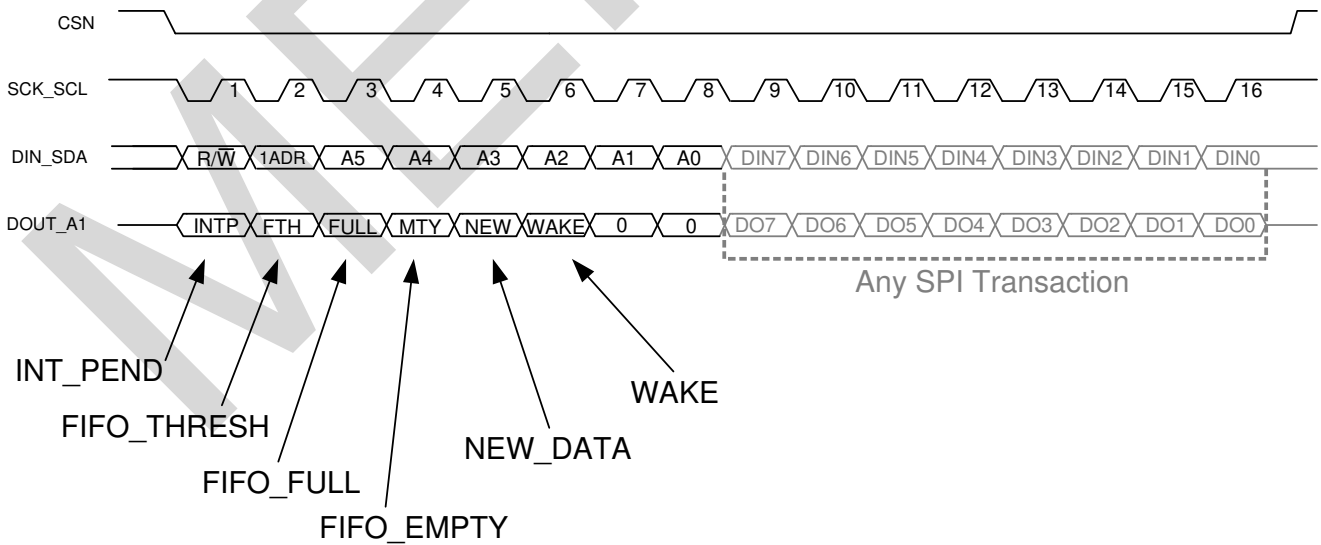 CSN
SCK_SCL 1 2 3 4 5 6 7 8 9 10 11 12 13 14 15 16
DIN_SDA R/W̅ 1ADR A5 A4 A3 A2 A1 A0 DIN7 DIN6 DIN5 DIN4 DIN3 DIN2 DIN1 DIN0
DOUT_A1 INTP FTH FULL MTY NEW WAKE 0 0 DO7 DO6 DO5 DO4 DO3 DO2 DO1 DO0
Any SPI Transaction
INT_PEND
WAKE
FIFO_THRESH
NEW_DATA
FIFO_FULL
FIFO_EMPTY